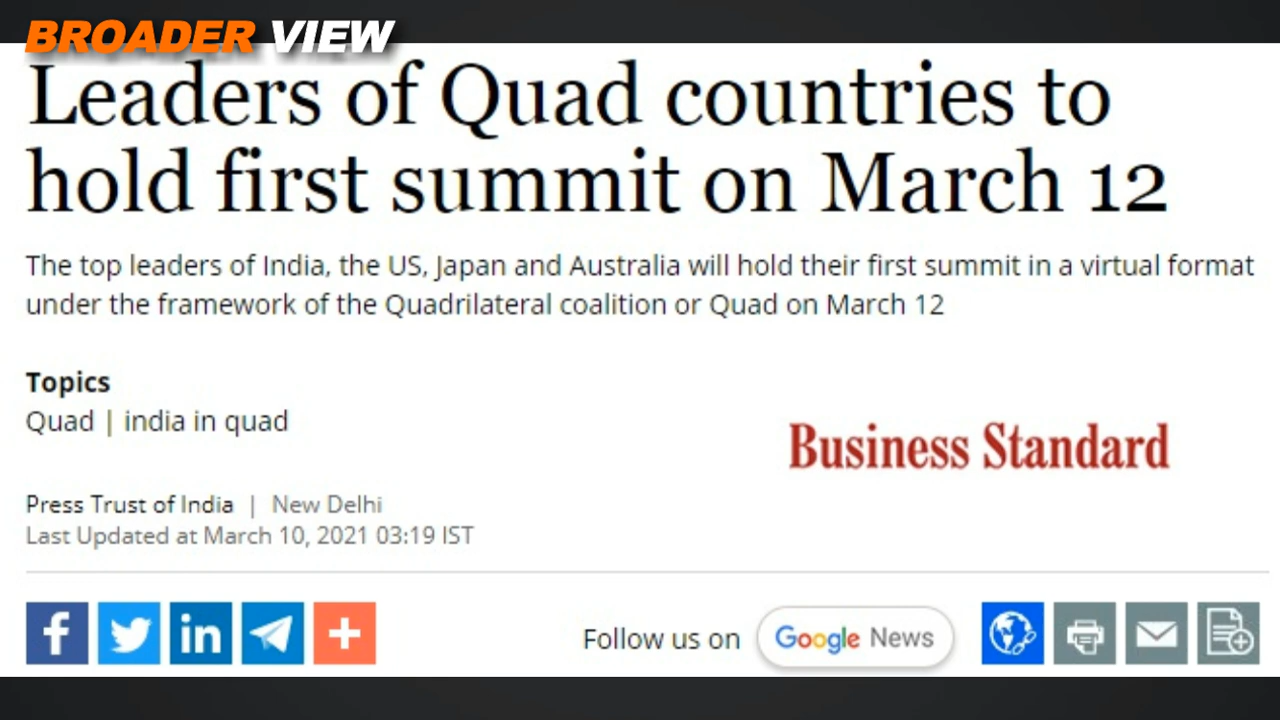 BROADER VIEW
Leaders of Quad countries to
hold first summit on March 12
The top leaders of India, the US, Japan and Australia will hold their first summit in a virtual format
under the framework of the Quadrilateral coalition or Quad on March 12
Topics
Quad | india in quad
Business Standard
Press Trust of India | New Delhi
Last Updated at March 10, 2021 03:19 IST
f in +
Follow us on Google News